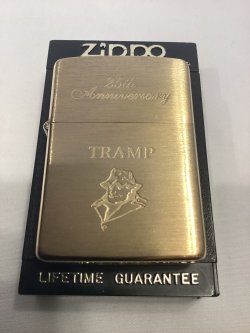 Zippo
25th
Anniversary
TRAMP
LIFETIME GUARANTEE